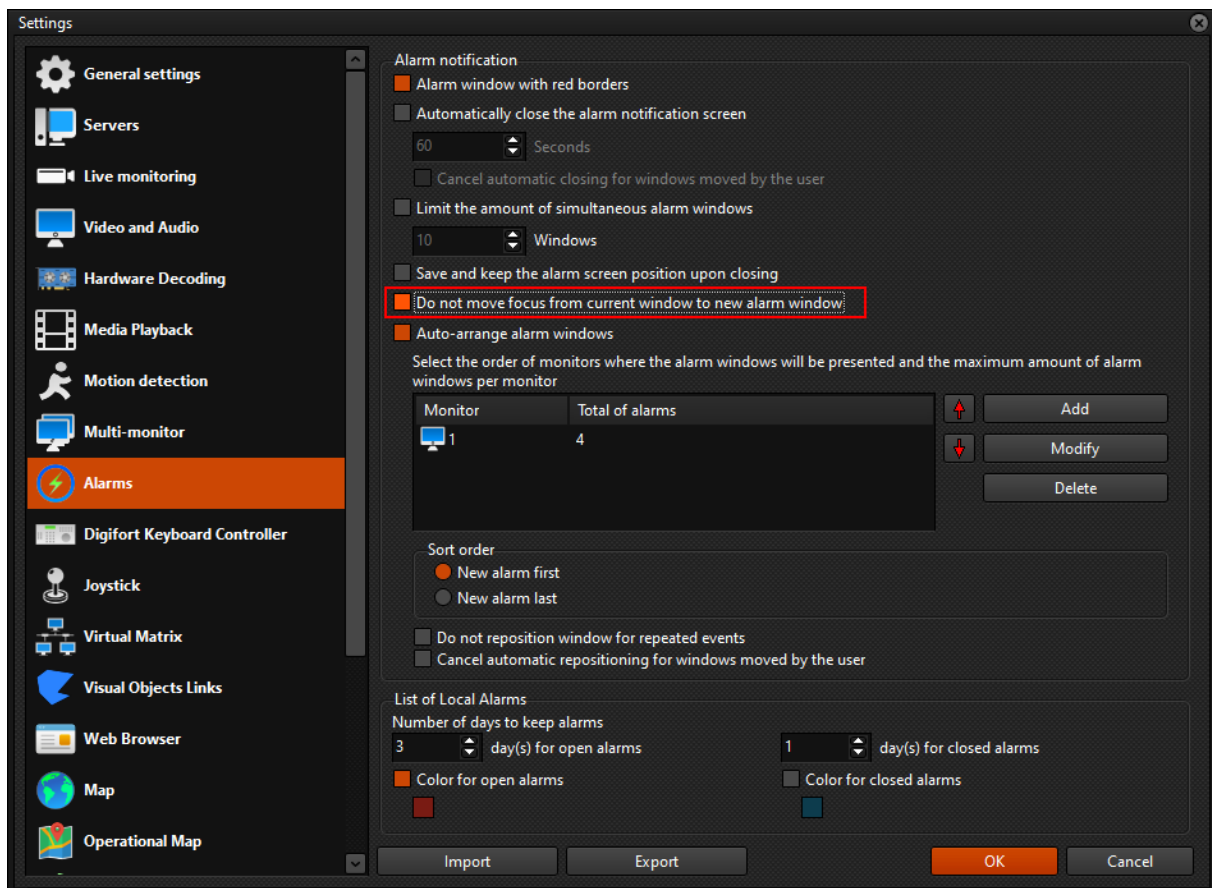 Settings
General settings
Servers
Live monitoring
Video and Audio
Hardware Decoding
Media Playback
Motion detection
Multi-monitor
Alarms
Digifort Keyboard Controller
Joystick
Virtual Matrix
Visual Objects Links
Web Browser
Map
Operational Map
Alarm notification
Alarm window with red borders
Automatically close the alarm notification screen
60 Seconds
Cancel automatic closing for windows moved by the user
Limit the amount of simultaneous alarm windows
10 Windows
Save and keep the alarm screen position upon closing
Do not move focus from current window to new alarm window
Auto-arrange alarm windows
Select the order of monitors where the alarm windows will be presented and the maximum amount of alarm
windows per monitor
Monitor Total of alarms
1 4
Add
Modify
Delete
Sort order
New alarm first
New alarm last
Do not reposition window for repeated events
Cancel automatic repositioning for windows moved by the user
List of Local Alarms
Number of days to keep alarms
3 day(s) for open alarms 1 day(s) for closed alarms
Color for open alarms Color for closed alarms
Import Export OK Cancel